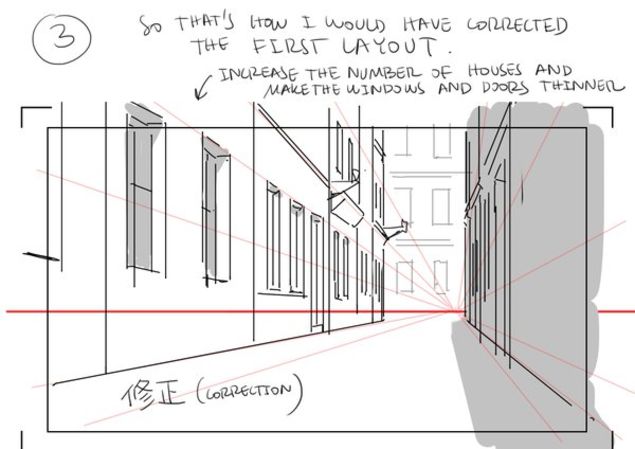 3
SO THAT'S HOW I WOULD HAVE CORRECTED
THE FIRST LAYOUT.
INCREASE THE NUMBER OF HOUSES AND
MAKE THE WINDOWS AND DOORS THINNER
修正 (CORRECTION)